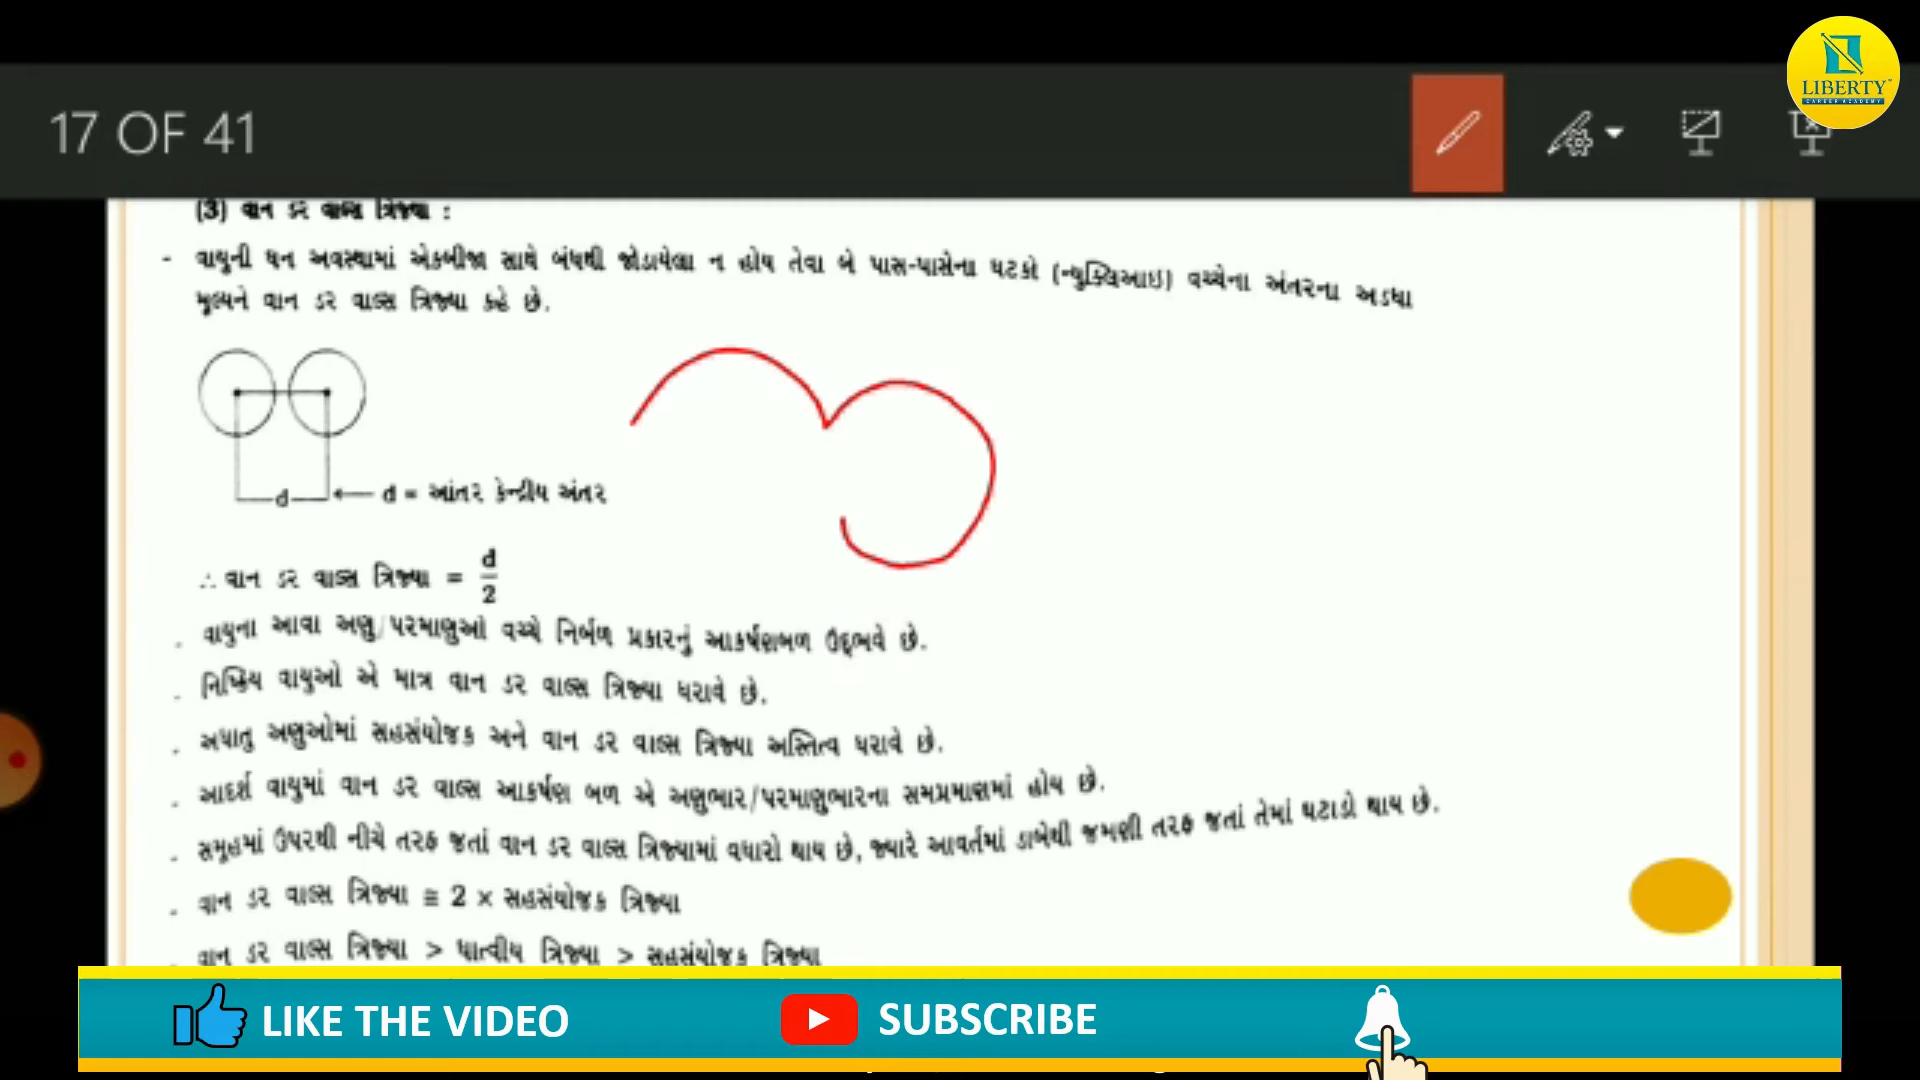 17 OF 41
LIBERTY
CAREER ACADEMY
(3) વાન ડર વાલ્સ ત્રિજ્યા :
- વાયુની ઘન અવસ્થામાં એકબીજા સાથે બંધથી જોડાયેલા ન હોય તેવા બે પાસ-પાસેના ઘટકો (ન્યુક્લિઆઇ) વચ્ચેના અંતરના અડધા
મૂલ્યને વાન ડર વાલ્સ ત્રિજ્યા કહે છે.
d ← d = આંતર કેન્દ્રીય અંતર
∴ વાન ડર વાલ્સ ત્રિજ્યા = d/2
- વાયુના આવા અણુ/પરમાણુઓ વચ્ચે નિર્બળ પ્રકારનું આકર્ષણબળ ઉદ્દભવે છે.
- નિષ્ક્રિય વાયુઓ એ માત્ર વાન ડર વાલ્સ ત્રિજ્યા ધરાવે છે.
- અધાતુ અણુઓમાં સહસંયોજક અને વાન ડર વાલ્સ ત્રિજ્યા અસ્તિત્વ ધરાવે છે.
- આદર્શ વાયુમાં વાન ડર વાલ્સ આકર્ષણ બળ એ અણુભાર/પરમાણુભારના સમપ્રમાણમાં હોય છે.
- સમૂહમાં ઉપરથી નીચે તરફ જતાં વાન ડર વાલ્સ ત્રિજ્યામાં વધારો થાય છે, જ્યારે આવર્તમાં ડાબેથી જમણી તરફ જતાં તેમાં ઘટાડો થાય છે.
- વાન ડર વાલ્સ ત્રિજ્યા ≅ 2 × સહસંયોજક ત્રિજ્યા
- વાન ડર વાલ્સ ત્રિજ્યા > ધાત્વીય ત્રિજ્યા > સહસંયોજક ત્રિજ્યા
LIKE THE VIDEO
SUBSCRIBE